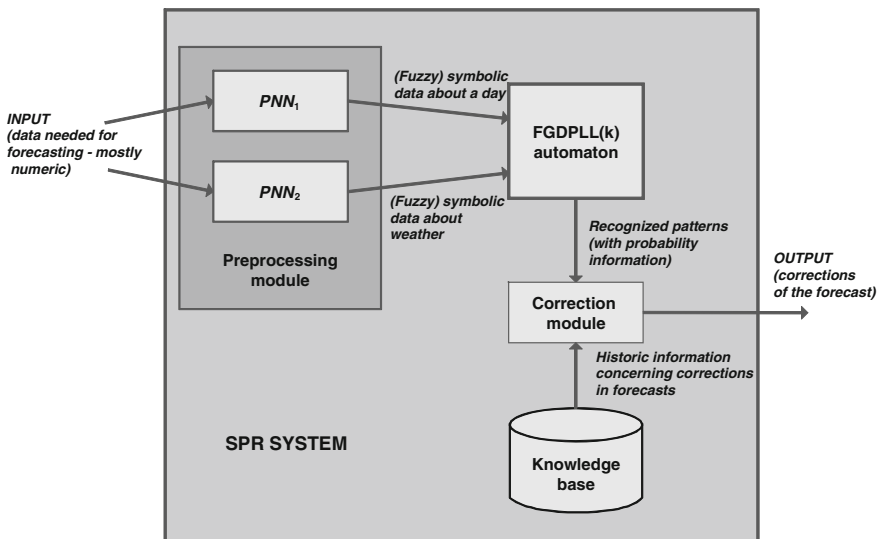 INPUT
(data needed for
forecasting - mostly
numeric)
PNN₁
PNN₂
Preprocessing
module
(Fuzzy) symbolic
data about a day
(Fuzzy) symbolic
data about
weather
FGDPLL(k)
automaton
Recognized patterns
(with probability
information)
Correction
module
OUTPUT
(corrections
of the forecast)
Historic information
concerning corrections
in forecasts
Knowledge
base
SPR SYSTEM